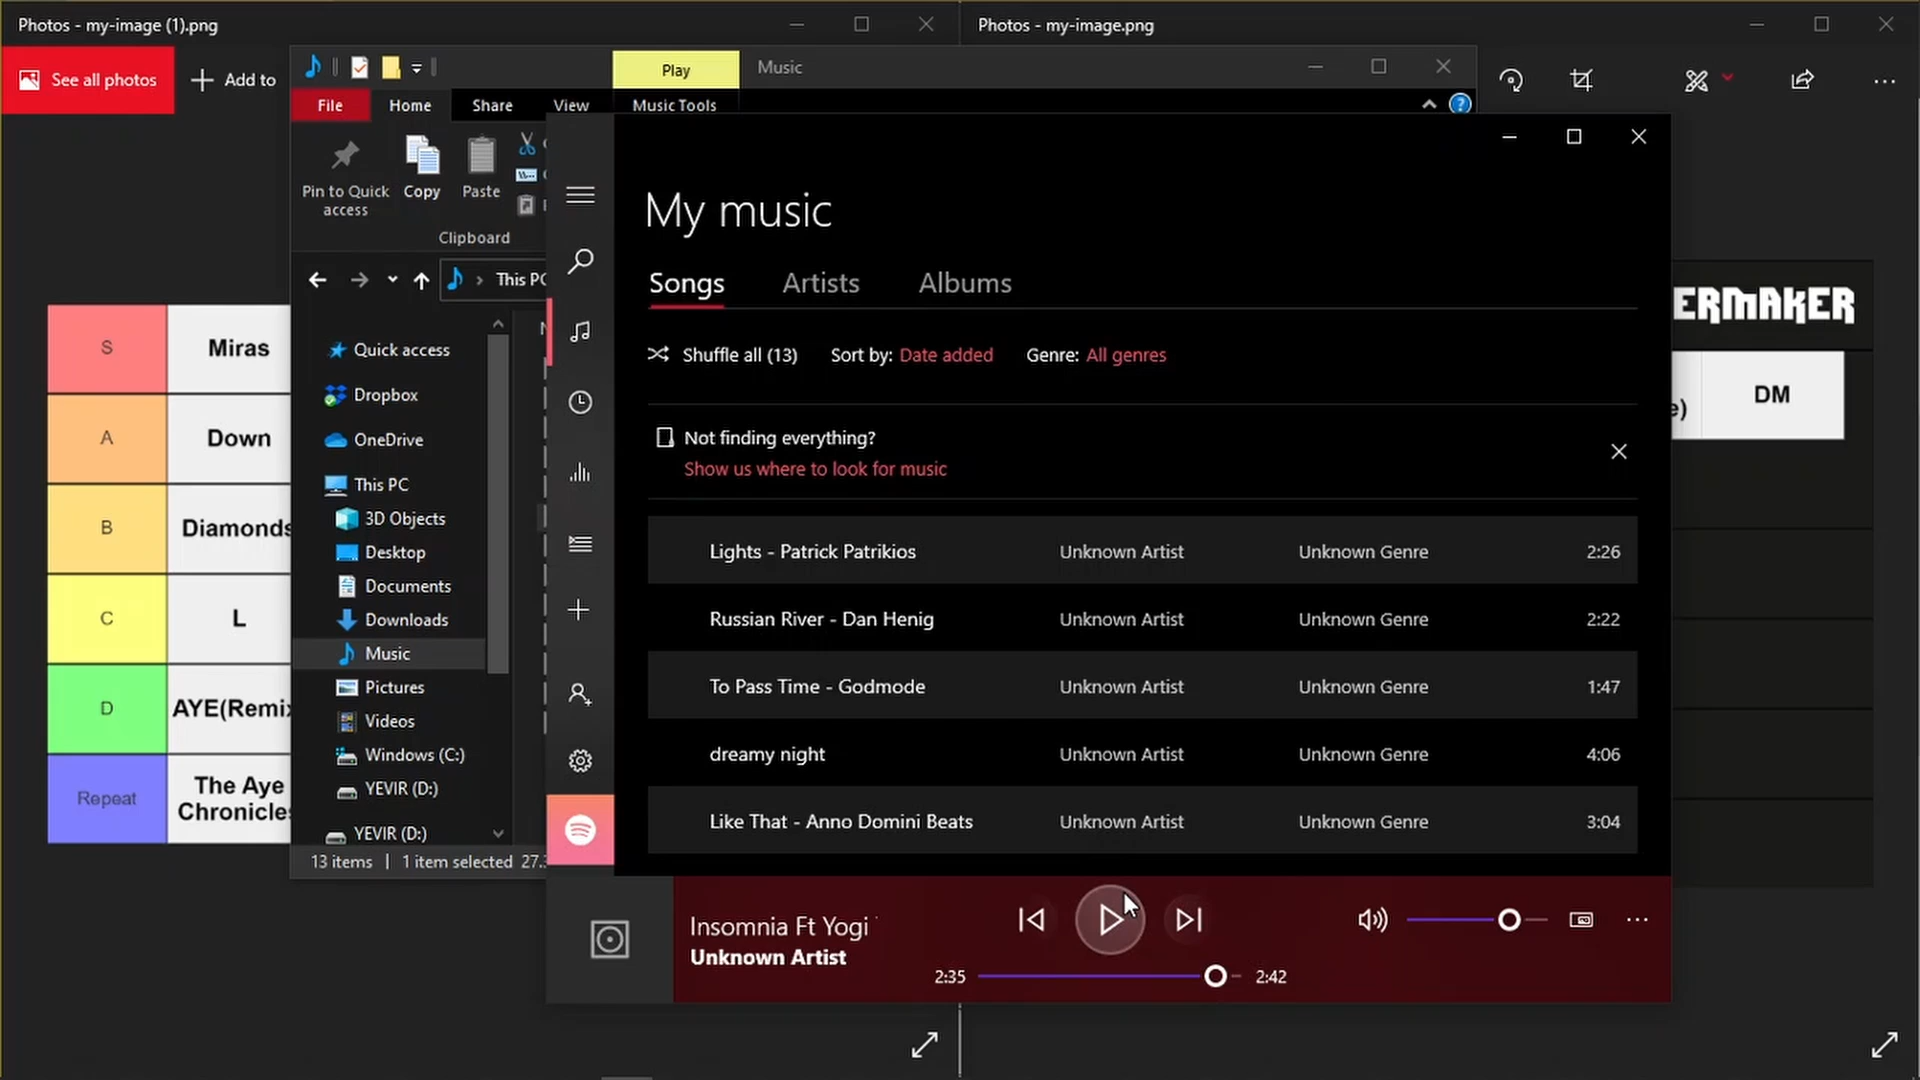 Photos - my-image (1).png
Photos - my-image.png
See all photos
Add to
Play
Music
File
Home
Share
View
Music Tools
Pin to Quick access
Copy
Paste
Clipboard
This PC
Quick access
Dropbox
OneDrive
This PC
3D Objects
Desktop
Documents
Downloads
Music
Pictures
Videos
Windows (C:)
YEVIR (D:)
YEVIR (D:)
13 items | 1 item selected 27.3
S
Miras
A
Down
B
Diamonds
C
L
D
AYE(Remix
Repeat
The Aye
Chronicles
My music
Songs
Artists
Albums
Shuffle all (13)
Sort by: Date added
Genre: All genres
Not finding everything?
Show us where to look for music
Lights - Patrick Patrikios Unknown Artist Unknown Genre 2:26
Russian River - Dan Henig Unknown Artist Unknown Genre 2:22
To Pass Time - Godmode Unknown Artist Unknown Genre 1:47
dreamy night Unknown Artist Unknown Genre 4:06
Like That - Anno Domini Beats Unknown Artist Unknown Genre 3:04
Insomnia Ft Yogi
Unknown Artist
2:35
2:42
ERMAKER
e)
DM